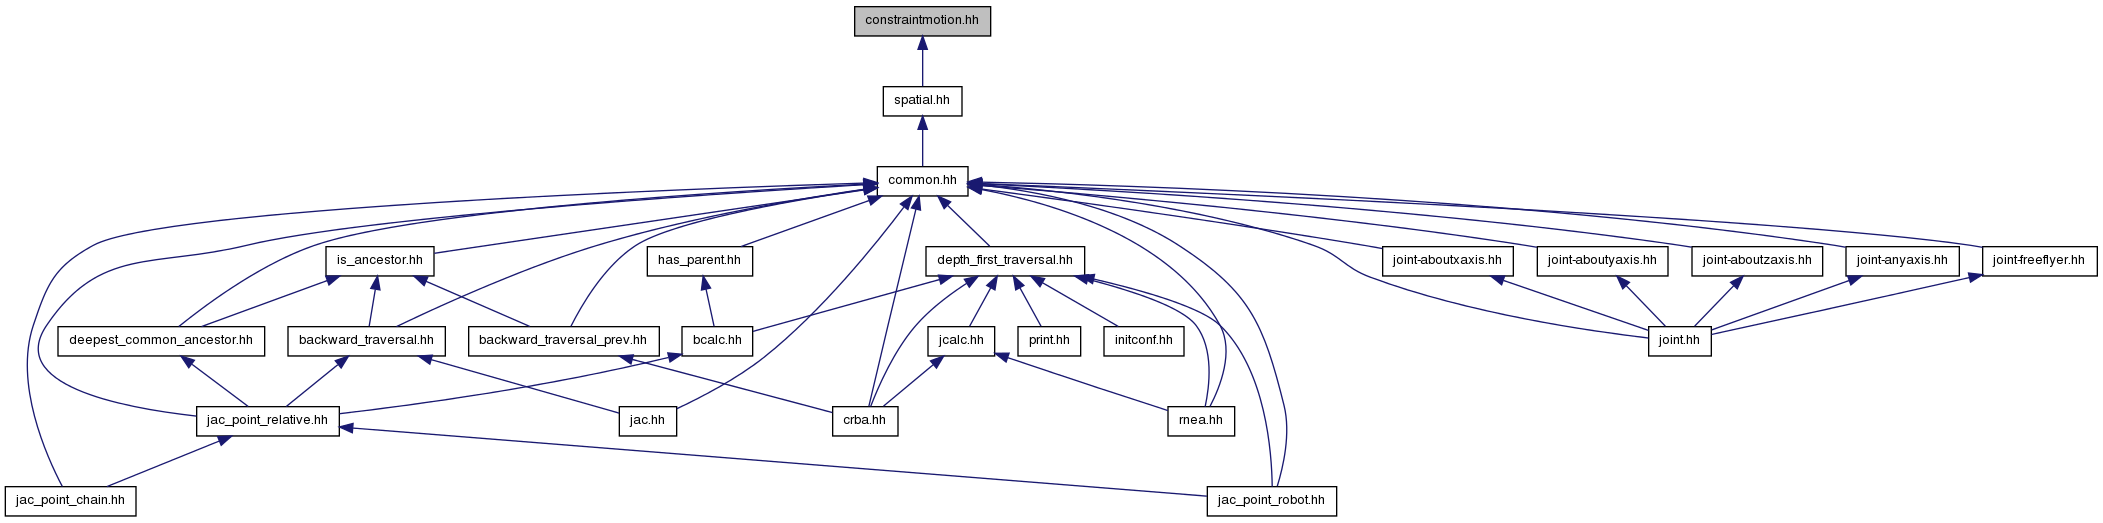 constraintmotion.hh
spatial.hh
common.hh
is_ancestor.hh
has_parent.hh
depth_first_traversal.hh
joint-aboutxaxis.hh
joint-aboutyaxis.hh
joint-aboutzaxis.hh
joint-anyaxis.hh
joint-freeflyer.hh
deepest_common_ancestor.hh
backward_traversal.hh
backward_traversal_prev.hh
bcalc.hh
jcalc.hh
print.hh
initconf.hh
joint.hh
jac_point_relative.hh
jac.hh
crba.hh
rnea.hh
jac_point_chain.hh
jac_point_robot.hh